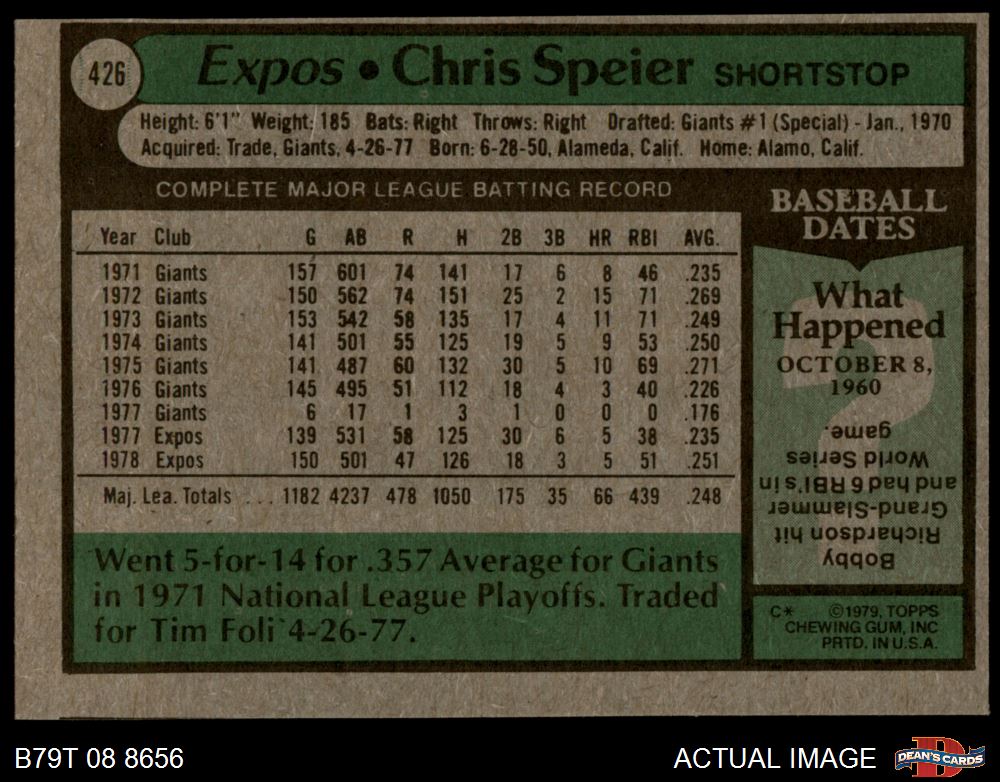 426
Expos • Chris Speier SHORTSTOP
Height: 6'1" Weight: 185 Bats: Right Throws: Right Drafted: Giants #1 (Special) - Jan., 1970
Acquired: Trade, Giants, 4-26-77 Born: 6-28-50, Alameda, Calif. Home: Alamo, Calif.
COMPLETE MAJOR LEAGUE BATTING RECORD
Year Club G AB R H 2B 3B HR RBI AVG.
1971 Giants 157 601 74 141 17 6 8 46 .235
1972 Giants 150 562 74 151 25 2 15 71 .269
1973 Giants 153 542 58 135 17 4 11 71 .249
1974 Giants 141 501 55 125 19 5 9 53 .250
1975 Giants 141 487 60 132 30 5 10 69 .271
1976 Giants 145 495 51 112 18 4 3 40 .226
1977 Giants 6 17 1 3 1 0 0 0 .176
1977 Expos 139 531 58 125 30 6 5 38 .235
1978 Expos 150 501 47 126 18 3 5 51 .251
Maj. Lea. Totals ... 1182 4237 478 1050 175 35 66 439 .248
Went 5-for-14 for .357 Average for Giants
in 1971 National League Playoffs. Traded
for Tim Foli 4-26-77.
BASEBALL
DATES
What
Happened
OCTOBER 8,
1960
Bobby
Richardson hit
Grand-Slammer
and had 6 RBI's in
World Series
game.
C* ©1979, TOPPS
CHEWING GUM, INC
PRTD. IN U.S.A.
B79T 08 8656
ACTUAL IMAGE
D
DEAN'S CARDS